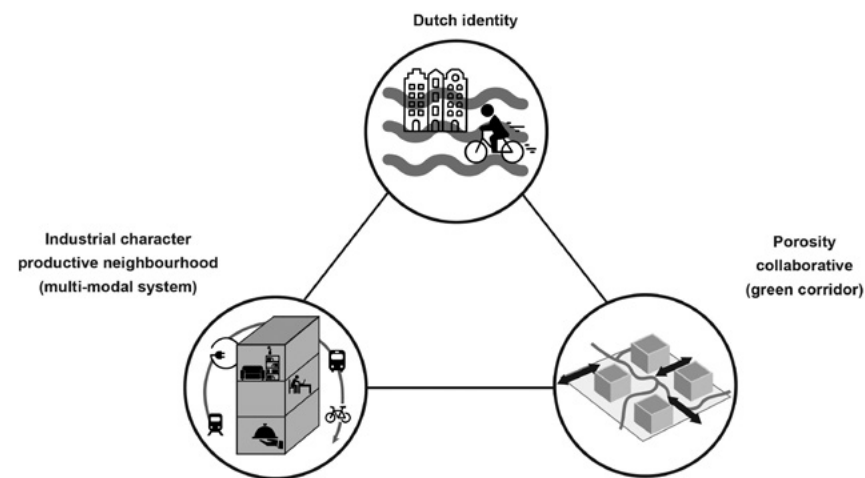 Dutch identity
Industrial character
productive neighbourhood
(multi-modal system)
Porosity
collaborative
(green corridor)